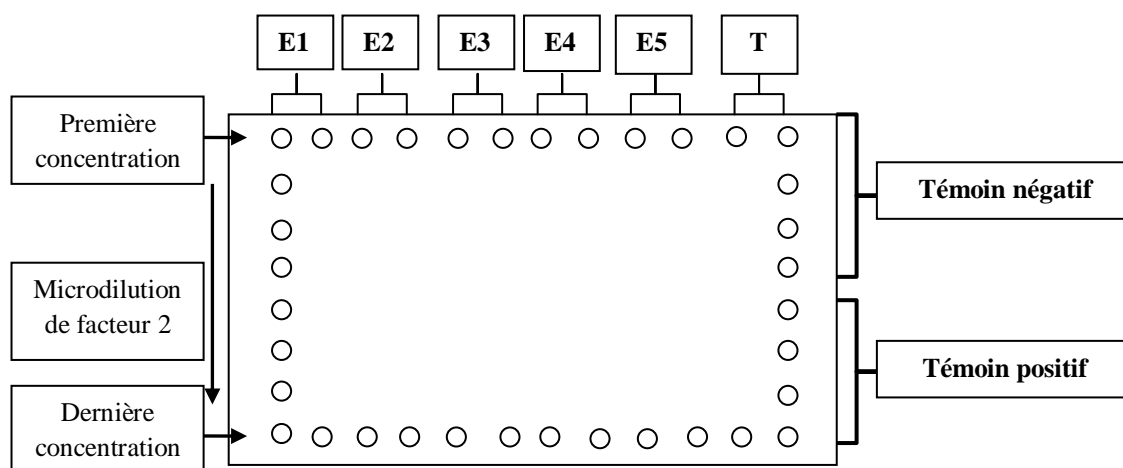 E1 E2 E3 E4 E5 T
Première
concentration
Témoin négatif
Microdilution
de facteur 2
Témoin positif
Dernière
concentration